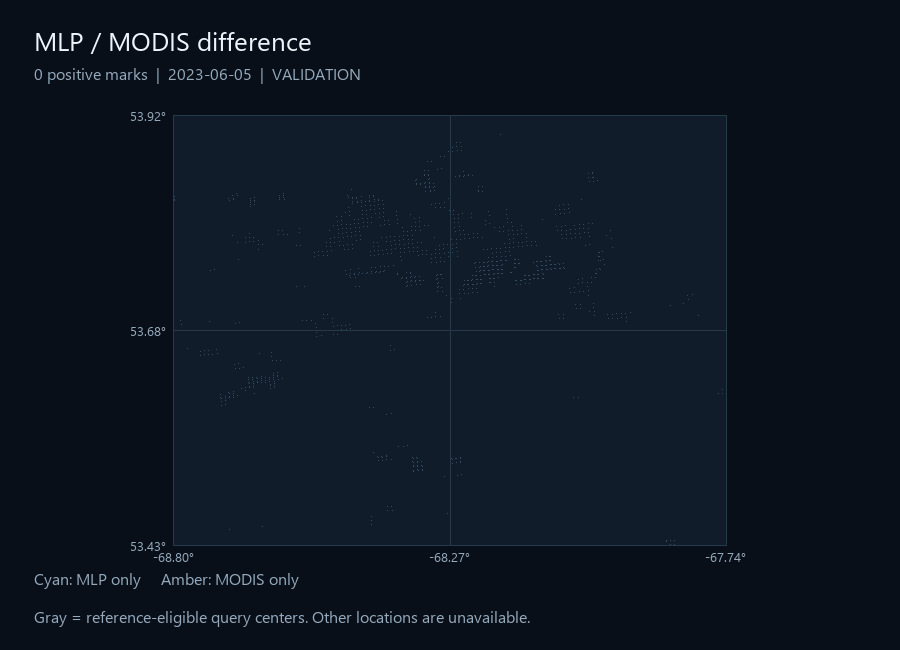 MLP / MODIS difference
0 positive marks | 2023-06-05 | VALIDATION
53.92°
53.68°
53.43°
-68.80° -68.27° -67.74°
Cyan: MLP only Amber: MODIS only
Gray = reference-eligible query centers. Other locations are unavailable.